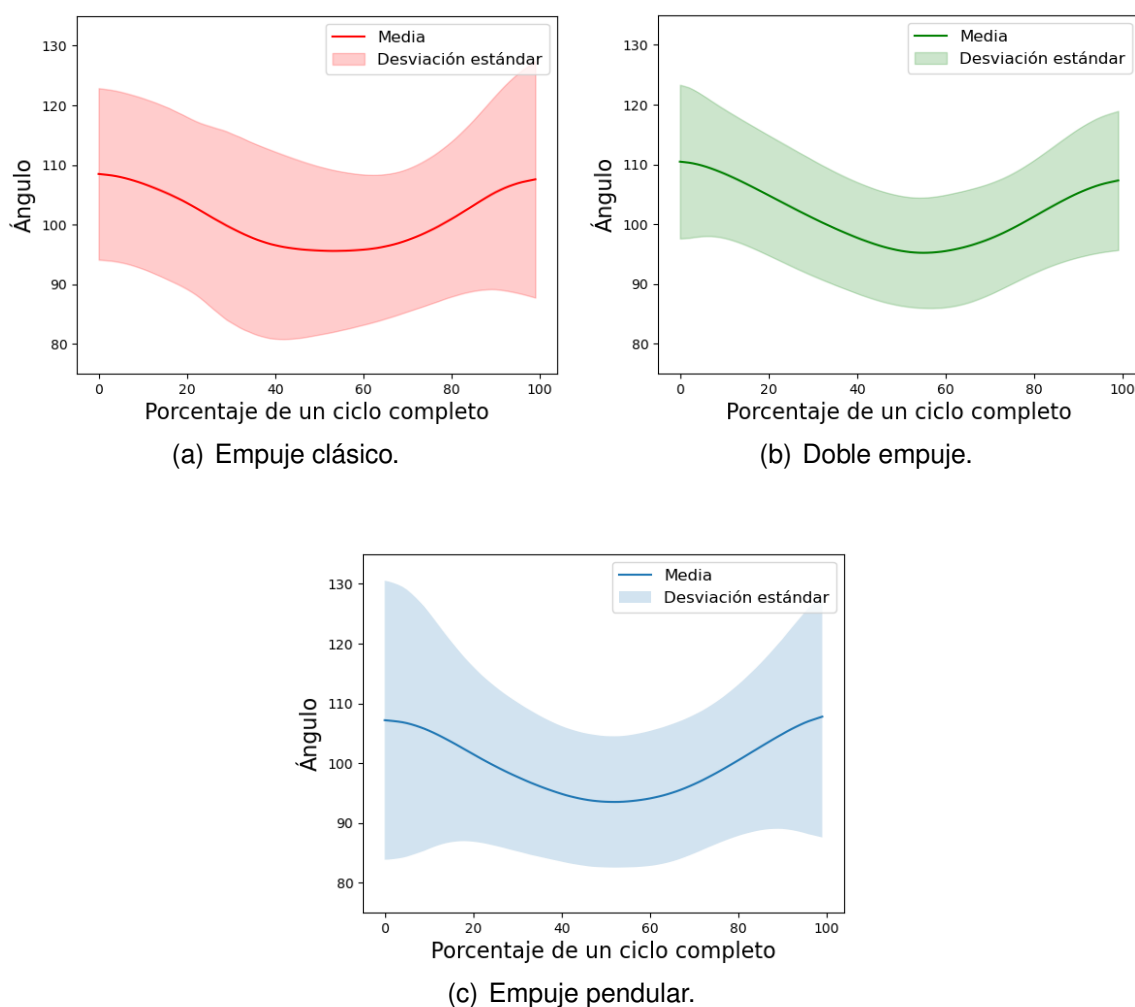 130
120
110
100
90
80
Ángulo
Media
Desviación estándar
0 20 40 60 80 100
Porcentaje de un ciclo completo
(a) Empuje clásico.
130
120
110
100
90
80
Ángulo
Media
Desviación estándar
0 20 40 60 80 100
Porcentaje de un ciclo completo
(b) Doble empuje.
130
120
110
100
90
80
Ángulo
Media
Desviación estándar
0 20 40 60 80 100
Porcentaje de un ciclo completo
(c) Empuje pendular.